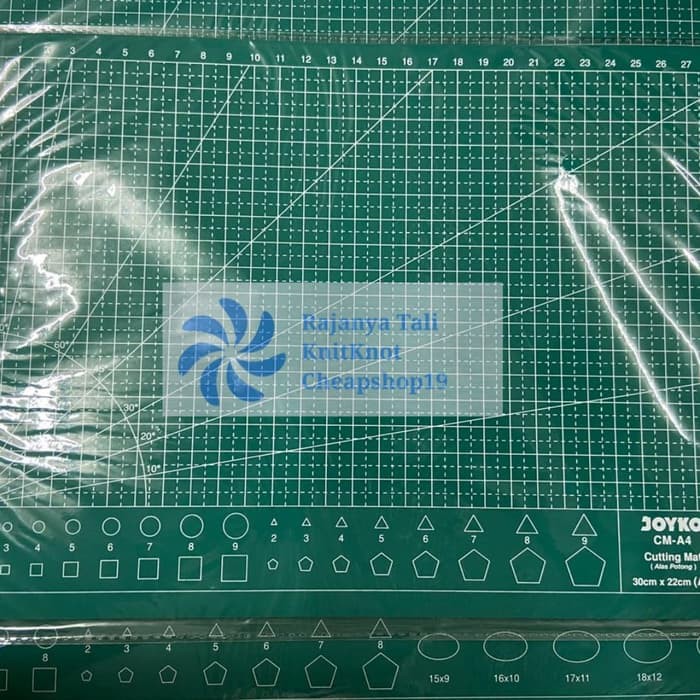 1 2 3 4 5 6 7 8 9 10 11 12 13 14 15 16 17 18 19 20 21 22 23 24 25 26 27
Rajanya Tali
KnitKnot
Cheapshop19
60°
45°
30°
20°
10°
3 4 5 6 7 8 9 2 3 4 5 6 7 8 9
JOYKO
CM-A4
Cutting Mat
( Alas Potong )
30cm x 22cm (A
8 2 3 4 5 6 7 8 15x9 16x10 17x11 18x12